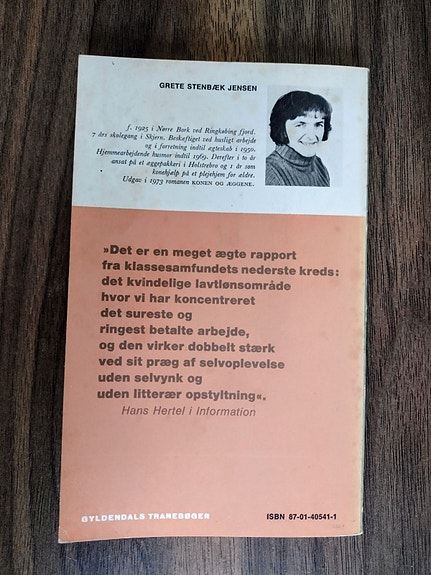 GRETE STENBÆK JENSEN
f. 1925 i Nørre Bork ved Ringkøbing fjord.
7 års skolegang i Skjern. Beskæftiget ved husligt arbejde
og i forretning indtil ægteskab i 1950.
Hjemmearbejdende husmor indtil 1969. Derefter to år
ansat på et æggepakkeri i Holstebro og 1 år som
konehjælp på et plejehjem for ældre.
Udgav i 1973 romanen KONEN OG ÆGGENE.
»Det er en meget ægte rapport
fra klassesamfundets nederste kreds:
det kvindelige lavtlønsområde
hvor vi har koncentreret
det sureste og
ringest betalte arbejde,
og den virker dobbelt stærk
ved sit præg af selvoplevelse
uden selvynk og
uden litterær opstyltning«.
Hans Hertel i Information
GYLDENDALS TRANEBØGER
ISBN 87-01-40541-1